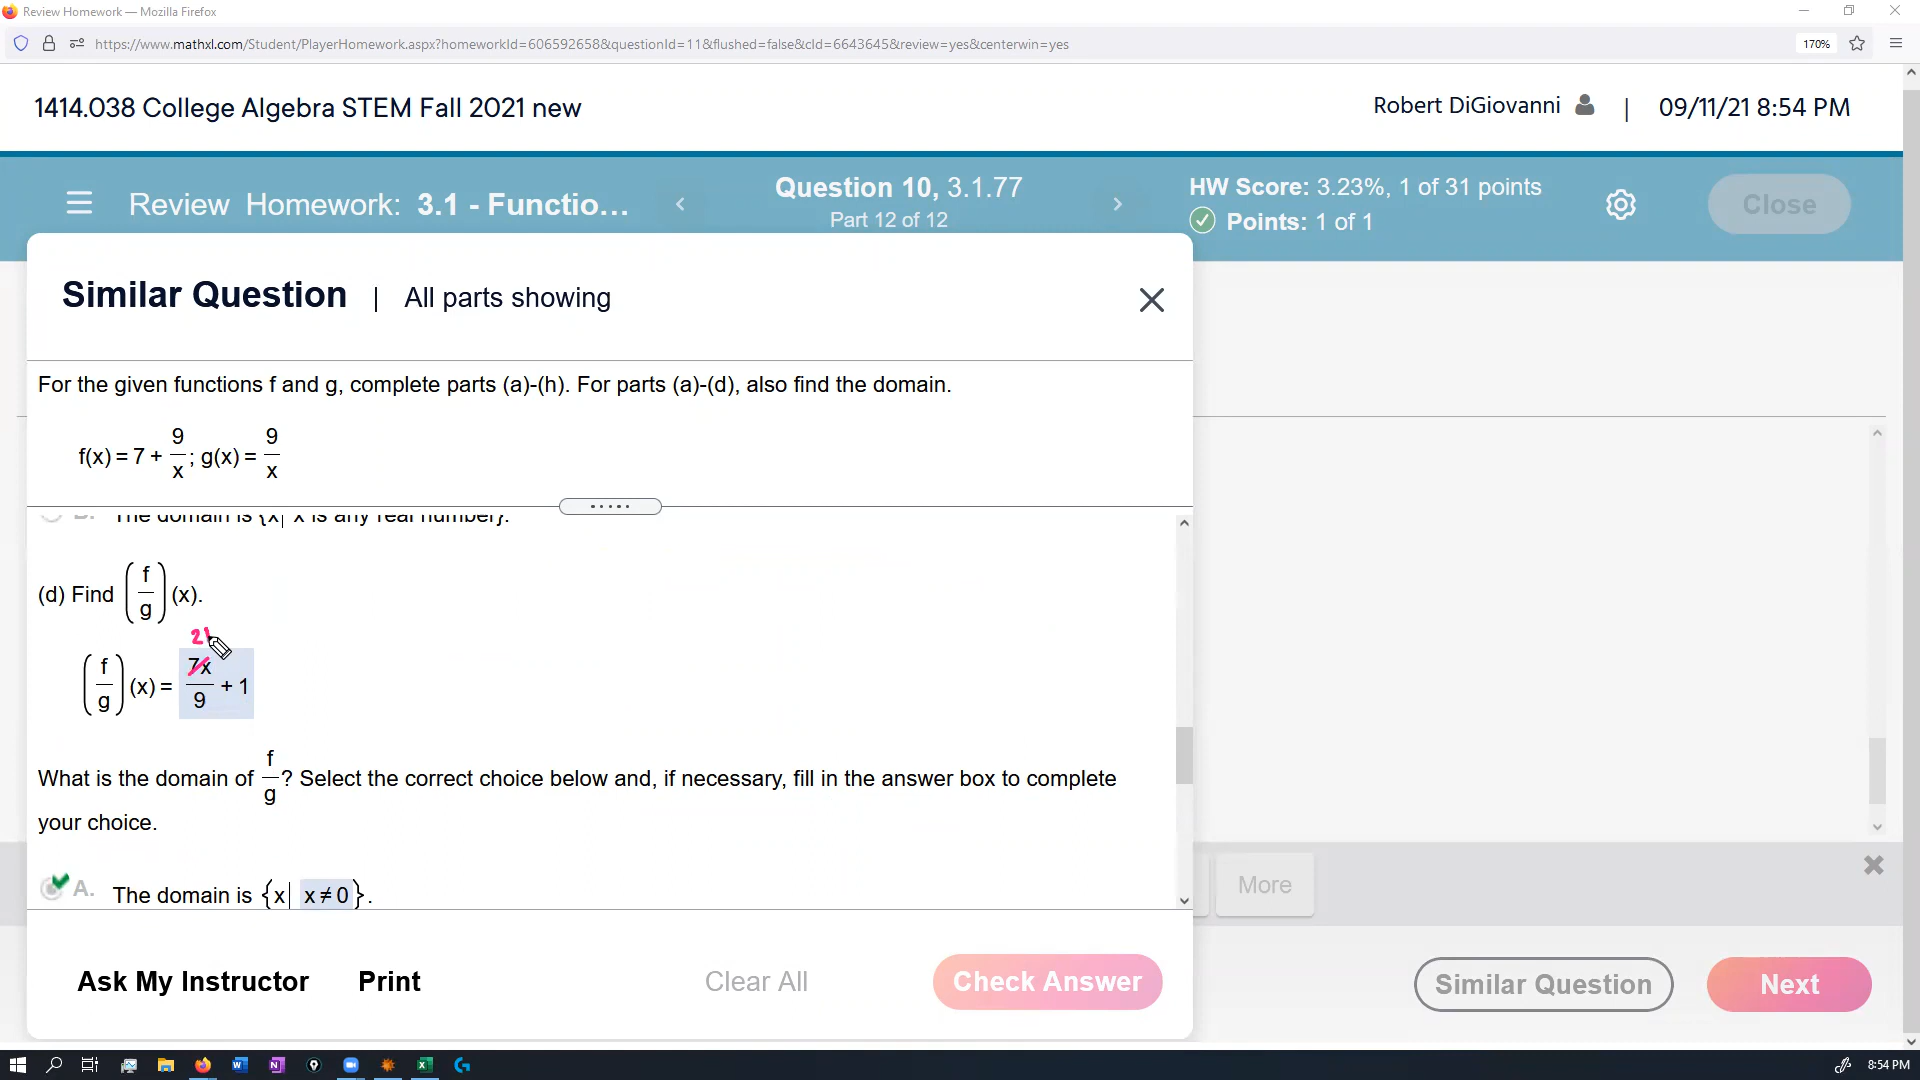 Review Homework — Mozilla Firefox
https://www.mathxl.com/Student/PlayerHomework.aspx?homeworkId=606592658&questionId=11&flushed=false&cId=6643645&review=yes&centerwin=yes
170%
1414.038 College Algebra STEM Fall 2021 new
Robert DiGiovanni | 09/11/21 8:54 PM
Review Homework: 3.1 - Functio...
Question 10, 3.1.77
Part 12 of 12
HW Score: 3.23%, 1 of 31 points
Points: 1 of 1
Close
Similar Question | All parts showing
For the given functions f and g, complete parts (a)-(h). For parts (a)-(d), also find the domain.
f(x) = 7 + 9/x ; g(x) = 9/x
The domain is {x| x is any real number}.
(d) Find (f/g)(x).
21
(f/g)(x) = 7x/9 + 1
What is the domain of f/g? Select the correct choice below and, if necessary, fill in the answer box to complete
your choice.
A. The domain is {x| x ≠ 0}.
More
Ask My Instructor
Print
Clear All
Check Answer
Similar Question
Next
8:54 PM